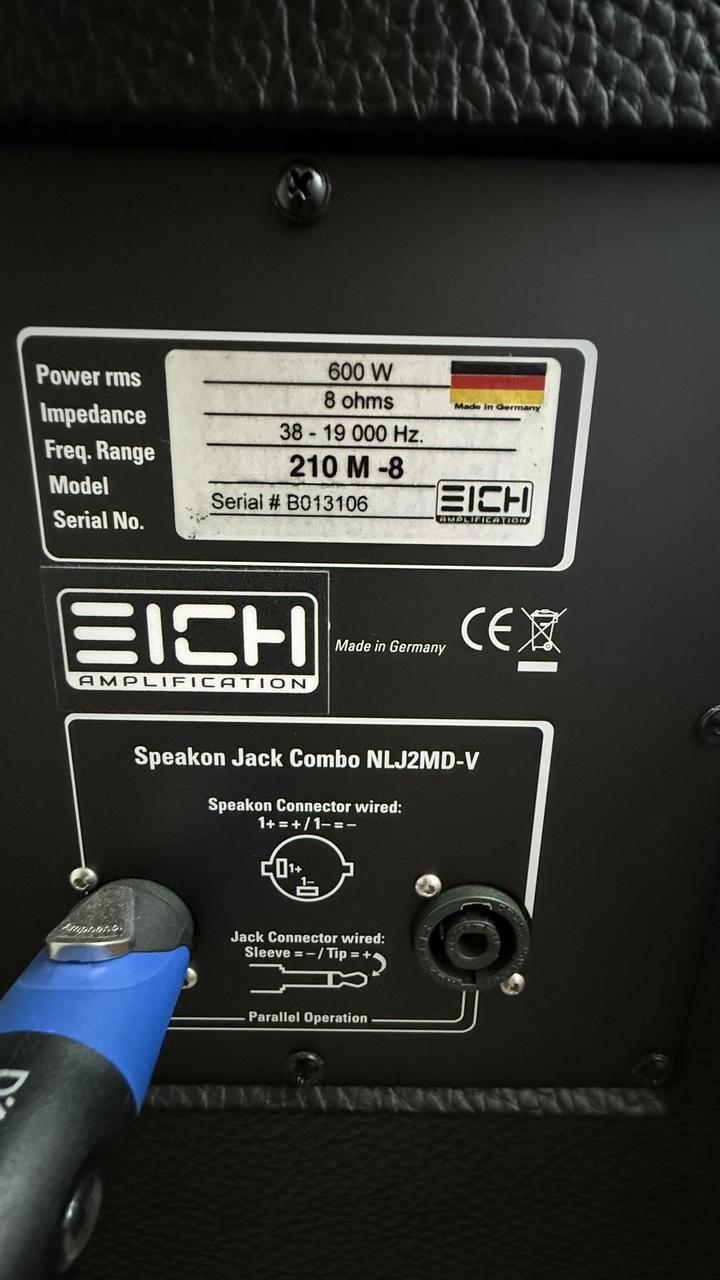 Power rms 600 W
Impedance 8 ohms
Made in Germany
Freq. Range 38 - 19 000 Hz.
Model 210 M -8
Serial No. Serial # B013106
EICH
AMPLIFICATION
EICH
AMPLIFICATION
Made in Germany
CE
Speakon Jack Combo NLJ2MD-V
Speakon Connector wired:
1+ = + / 1– = –
1+
1-
Amphenol
Jack Connector wired:
Sleeve = – / Tip = +
Parallel Operation